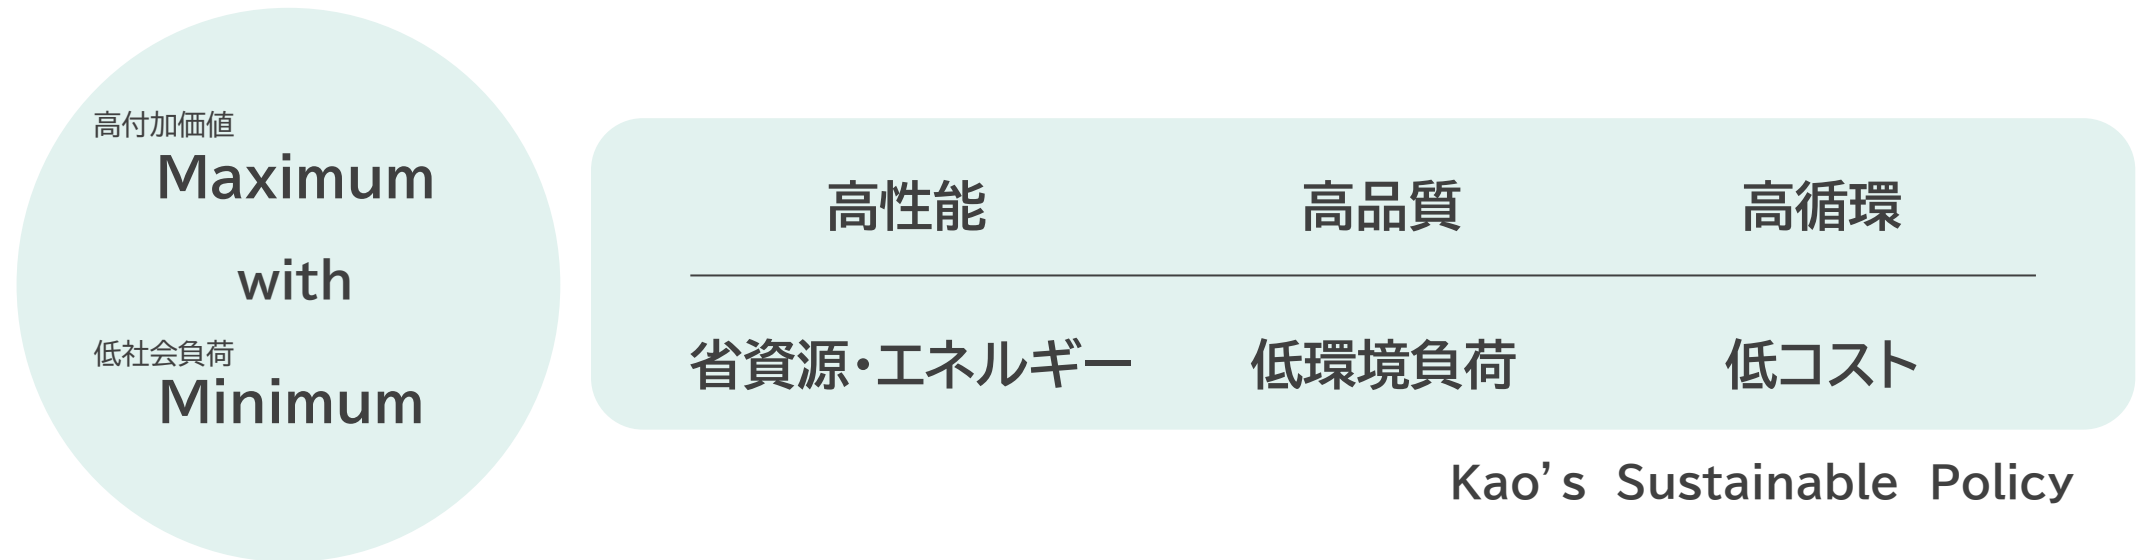 高付加価値
Maximum
with
低社会負荷
Minimum
高性能 高品質 高循環
省資源・エネルギー 低環境負荷 低コスト
Kao’s Sustainable Policy